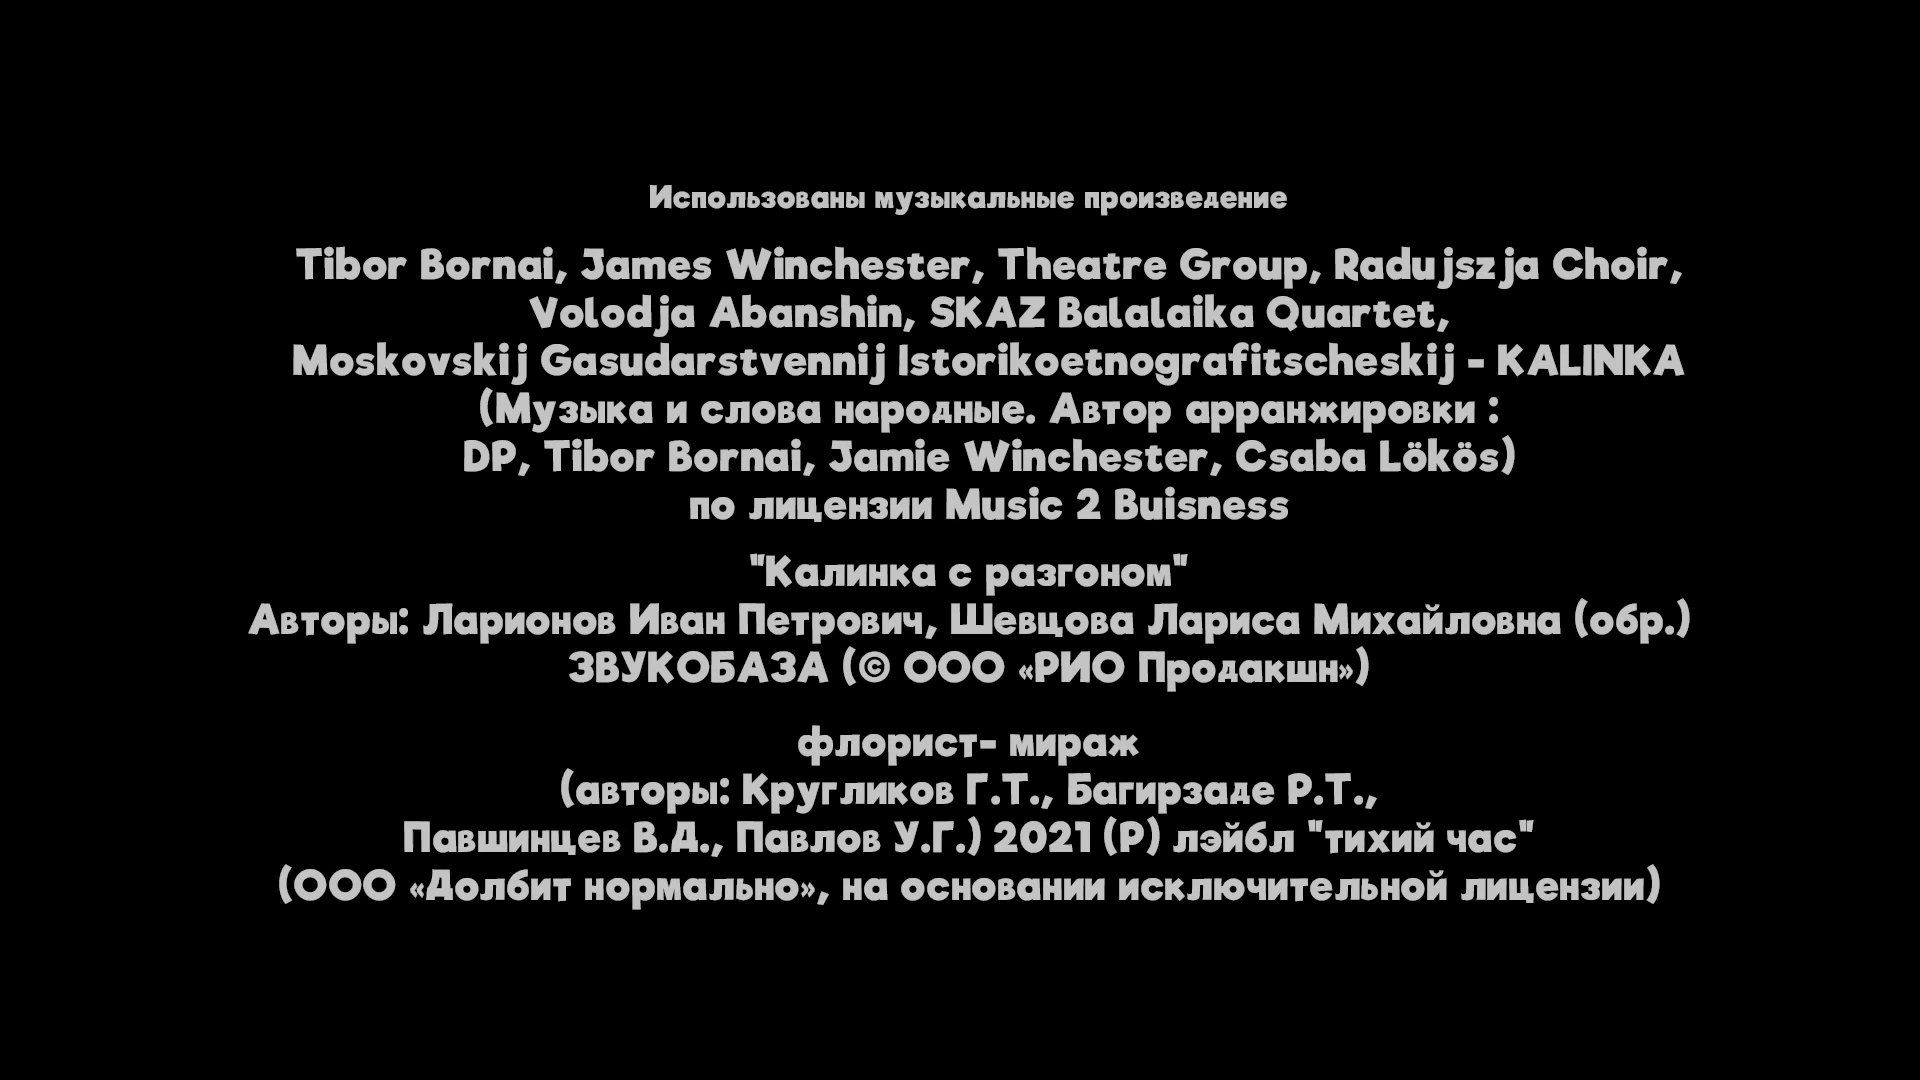 Использованы музыкальные произведение
Tibor Bornai, James Winchester, Theatre Group, Radujszja Choir,
Volodja Abanshin, SKAZ Balalaika Quartet,
Moskovskij Gasudarstvennij Istorikoetnografitscheskij - KALINKA
(Музыка и слова народные. Автор арранжировки :
DP, Tibor Bornai, Jamie Winchester, Csaba Lökös)
по лицензии Music 2 Buisness
"Калинка с разгоном"
Авторы: Ларионов Иван Петрович, Шевцова Лариса Михайловна (обр.)
ЗВУКОБАЗА (© ООО «РИО Продакшн»)
флорист- мираж
(авторы: Кругликов Г.Т., Багирзаде Р.Т.,
Павшинцев В.Д., Павлов У.Г.) 2021 (P) лэйбл "тихий час"
(ООО «Долбит нормально», на основании исключительной лицензии)